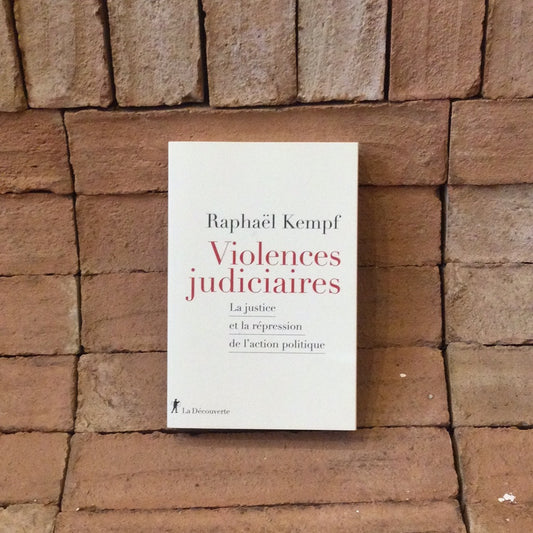 Raphaël Kempf
Violences
judiciaires
La justice
et la répression
de l'action politique
La Découverte